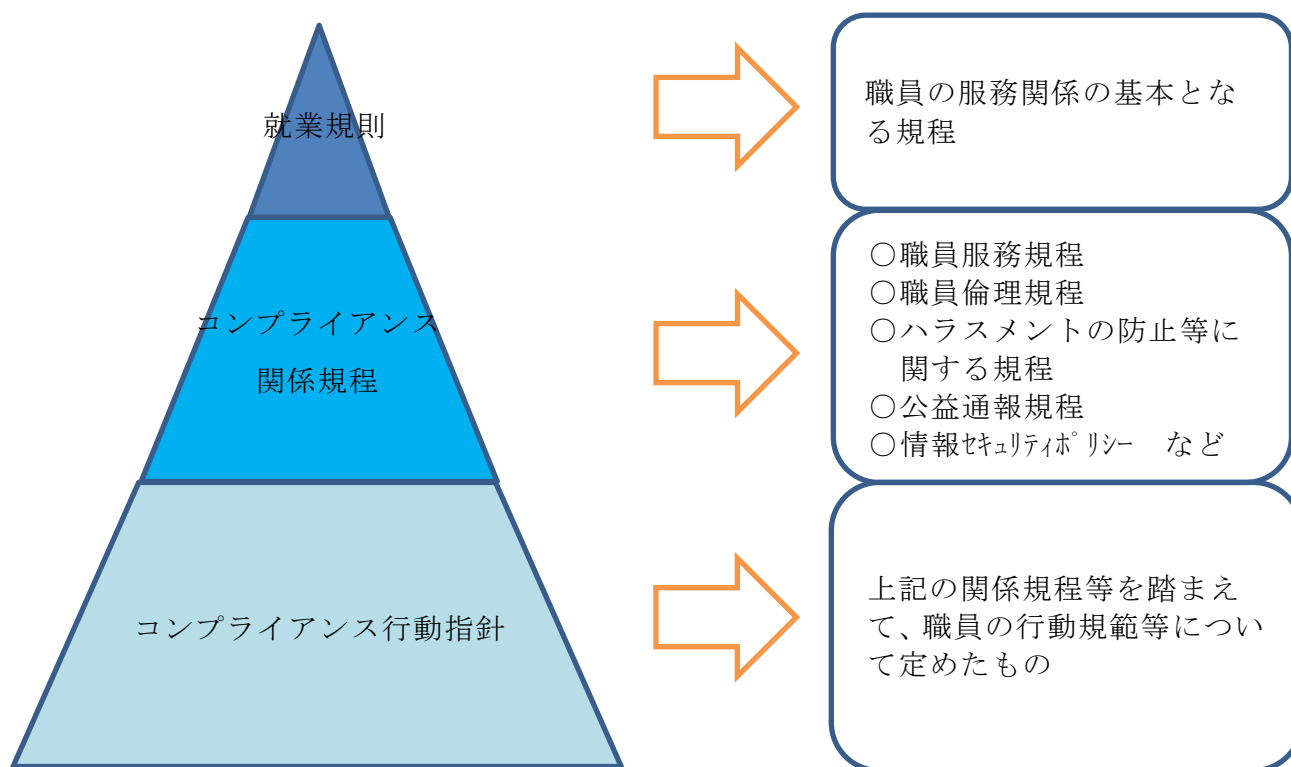 就業規則
職員の服務関係の基本とな
る規程
コンプライアンス
関係規程
○職員服務規程
○職員倫理規程
○ハラスメントの防止等に
関する規程
○公益通報規程
○情報ｾｷｭﾘﾃｨﾎﾟﾘｼｰ　など
コンプライアンス行動指針
上記の関係規程等を踏まえ
て、職員の行動規範等につい
て定めたもの